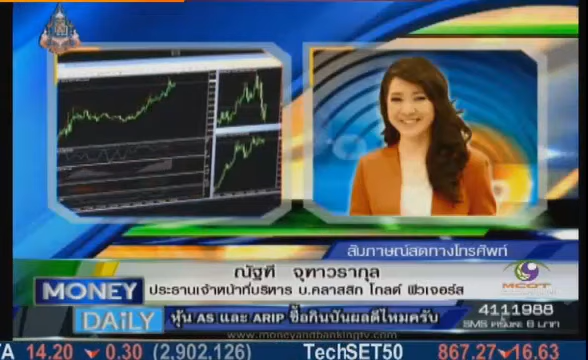 สัมภาษณ์สดทางโทรศัพท์
ณัฐฑี จุฑาวรากุล
ประธานเจ้าหน้าที่บริหาร บ.คลาสสิก โกลด์ ฟิวเจอร์ส
MCOT
MONEY
DAiLY
หุ้น AS และ ARIP ซื้อกินปันผลดีไหมครับ
4111988
SMS ครั้งละ 6 บาท
www.moneyandbankingtv.com
14.20 0.30 (2,902,126) TechSET50 867.27 16.63